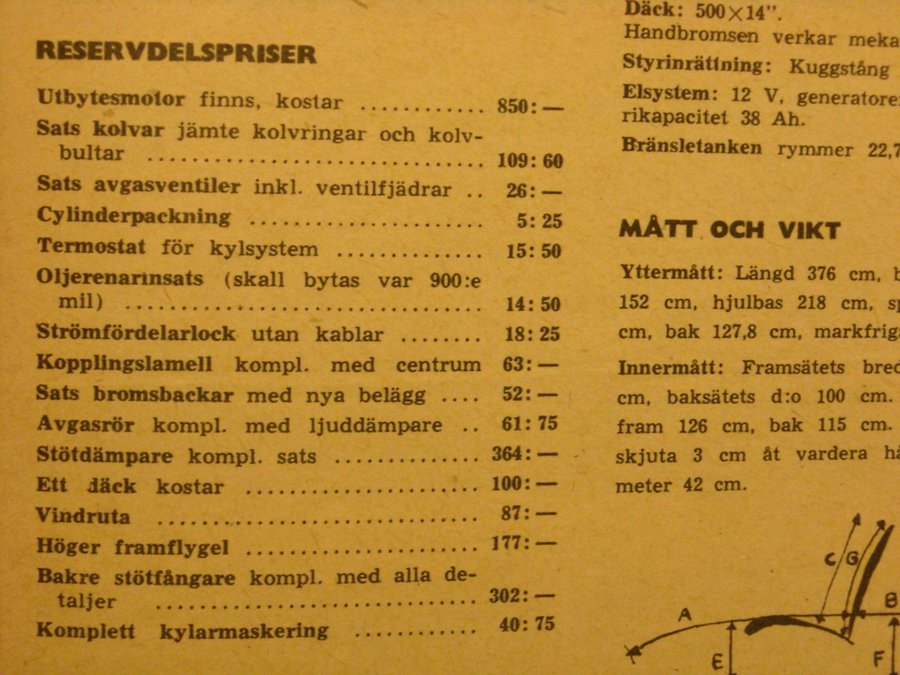 RESERVDELSPRISER
Utbytesmotor finns, kostar ............ 850:—
Sats kolvar jämte kolvringar och kolv-
bultar ................................ 109:60
Sats avgasventiler inkl. ventilfjädrar .. 26:—
Cylinderpackning ...................... 5:25
Termostat för kylsystem .............. 15:50
Oljerenarinsats (skall bytas var 900:e
mil) .................................. 14:50
Strömfördelarlock utan kablar ........ 18:25
Kopplingslamell kompl. med centrum 63:—
Sats bromsbackar med nya belägg .... 52:—
Avgasrör kompl. med ljuddämpare .. 61:75
Stötdämpare kompl. sats .............. 364:—
Ett däck kostar ...................... 100:—
Vindruta .............................. 87:—
Höger framflygel ...................... 177:—
Bakre stötfångare kompl. med alla de-
taljer ................................ 302:—
Komplett kylarmaskering ............ 40:75
Däck: 500×14”.
Handbromsen verkar meka
Styrinrättning: Kuggstång
Elsystem: 12 V, generatore
rikapacitet 38 Ah.
Bränsletanken rymmer 22,7
MÅTT OCH VIKT
Yttermått: Längd 376 cm, b
152 cm, hjulbas 218 cm, sp
cm, bak 127,8 cm, markfrig
Innermått: Framsätets bred
cm, baksätets d:o 100 cm.
fram 126 cm, bak 115 cm.
skjuta 3 cm åt vardera hå
meter 42 cm.
C G
A B
E F